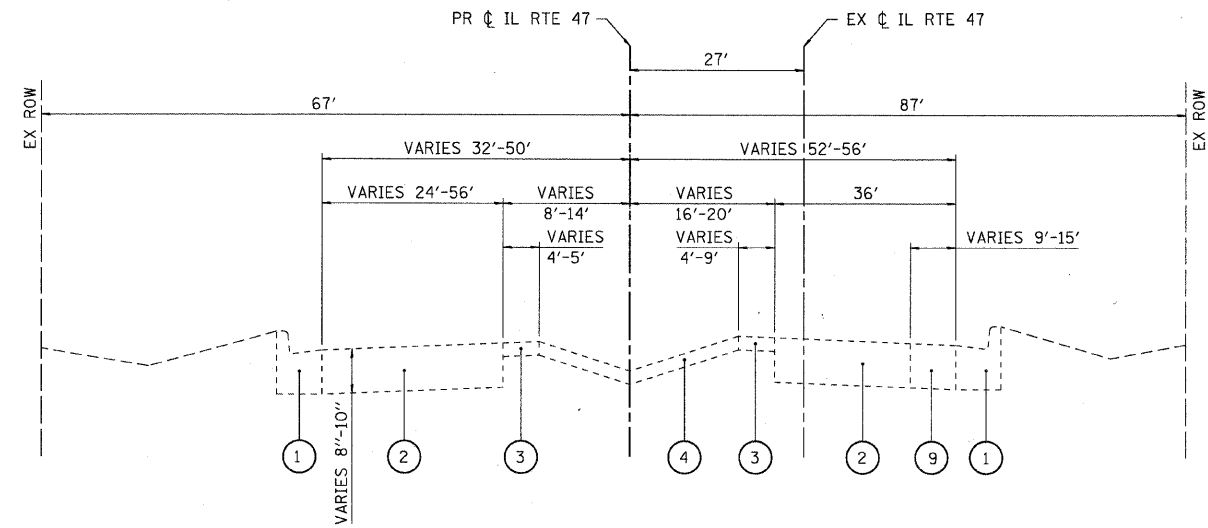 PR ℄ IL RTE 47
EX ℄ IL RTE 47
27'
EX ROW
67'
87'
EX ROW
VARIES 32'-50'
VARIES 52'-56'
VARIES 24'-56'
VARIES
8'-14'
VARIES
16'-20'
36'
VARIES
4'-5'
VARIES
4'-9'
VARIES 9'-15'
VARIES 8''-10''
1
2
3
4
3
2
9
1